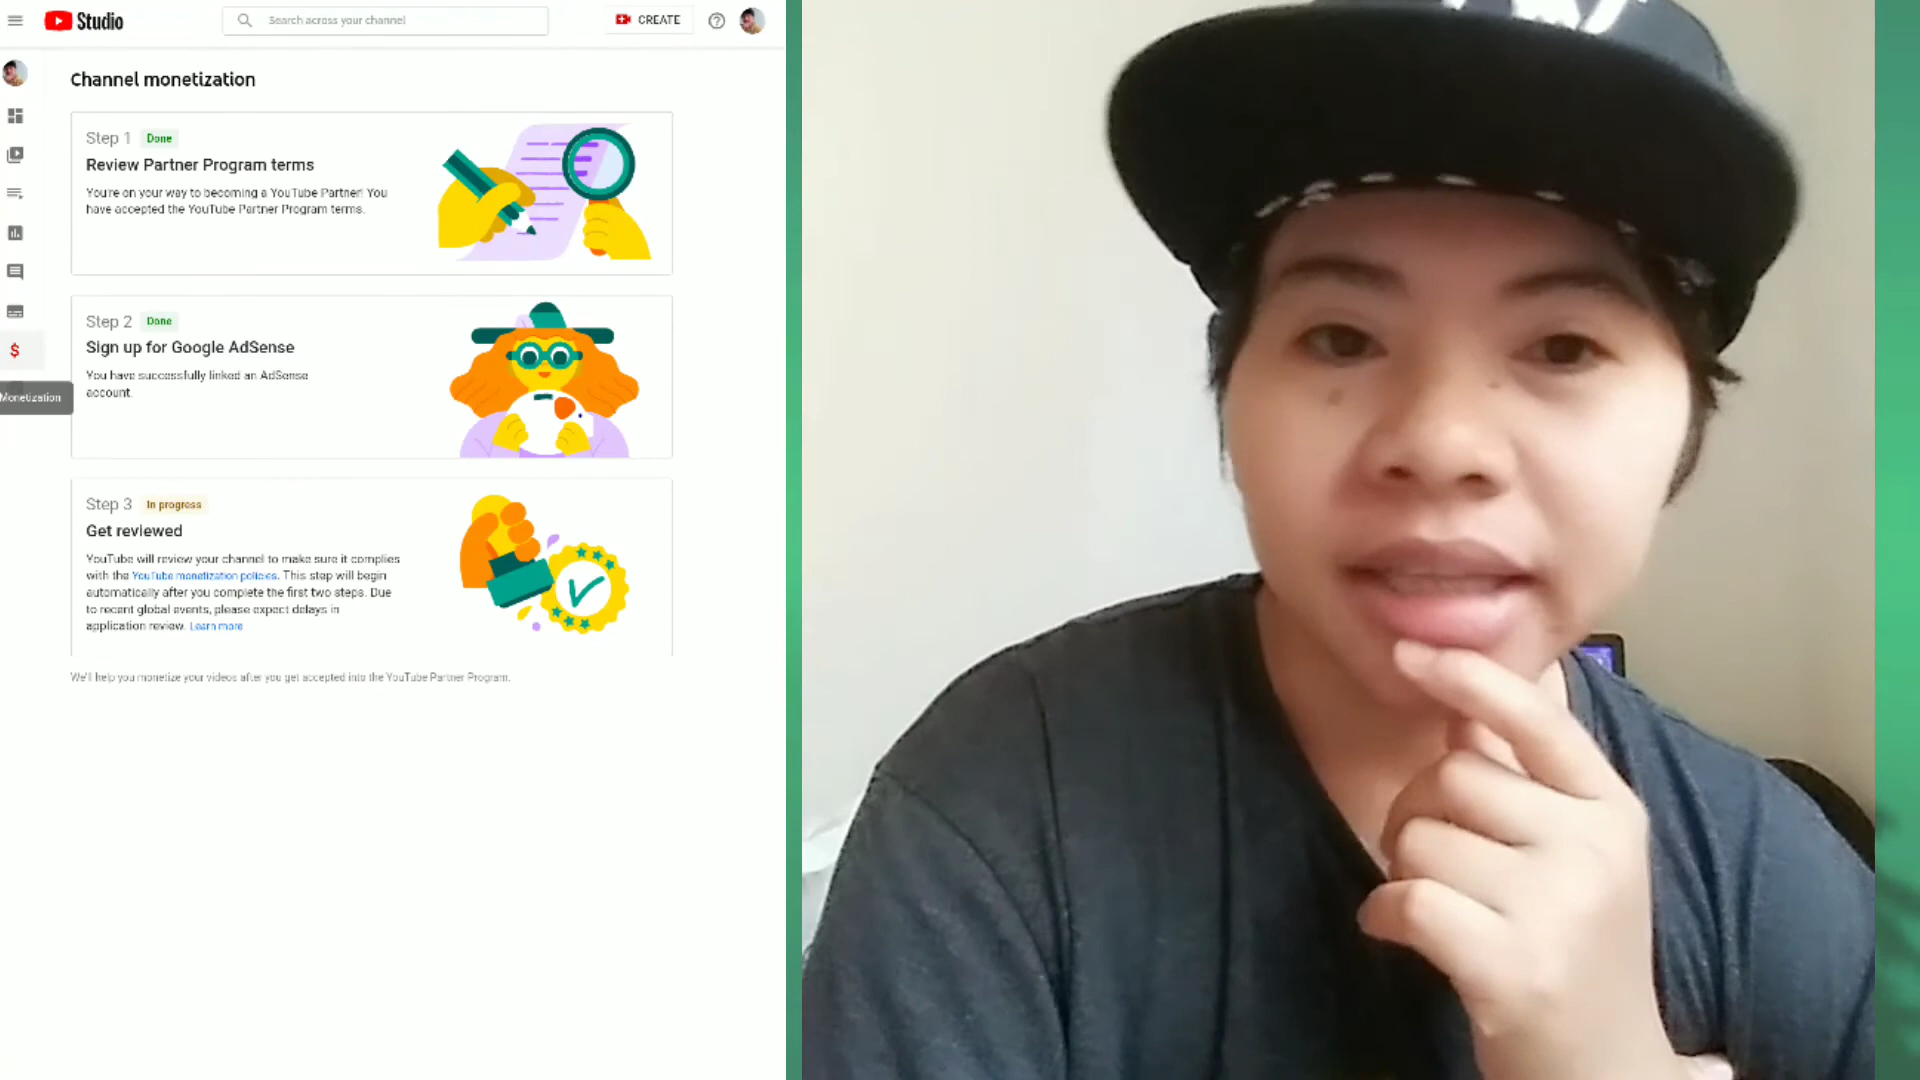 Studio
Search across your channel
CREATE
Channel monetization
Step 1 Done
Review Partner Program terms
You're on your way to becoming a YouTube Partner! You
have accepted the YouTube Partner Program terms.
Step 2 Done
Sign up for Google AdSense
You have successfully linked an AdSense
account.
Monetization
Step 3 In progress
Get reviewed
YouTube will review your channel to make sure it complies
with the YouTube monetization policies. This step will begin
automatically after you complete the first two steps. Due
to recent global events, please expect delays in
application review. Learn more
We'll help you monetize your videos after you get accepted into the YouTube Partner Program.